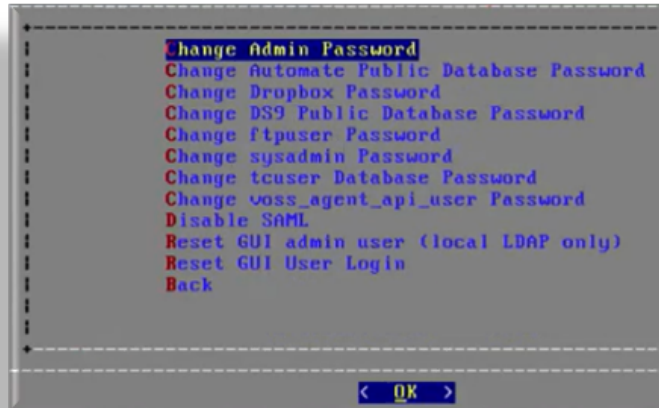 Change Admin Password
Change Automate Public Database Password
Change Dropbox Password
Change DS9 Public Database Password
Change ftpuser Password
Change sysadmin Password
Change tcuser Database Password
Change voss_agent_api_user Password
Disable SAML
Reset GUI admin user (local LDAP only)
Reset GUI User Login
Back
< OK >